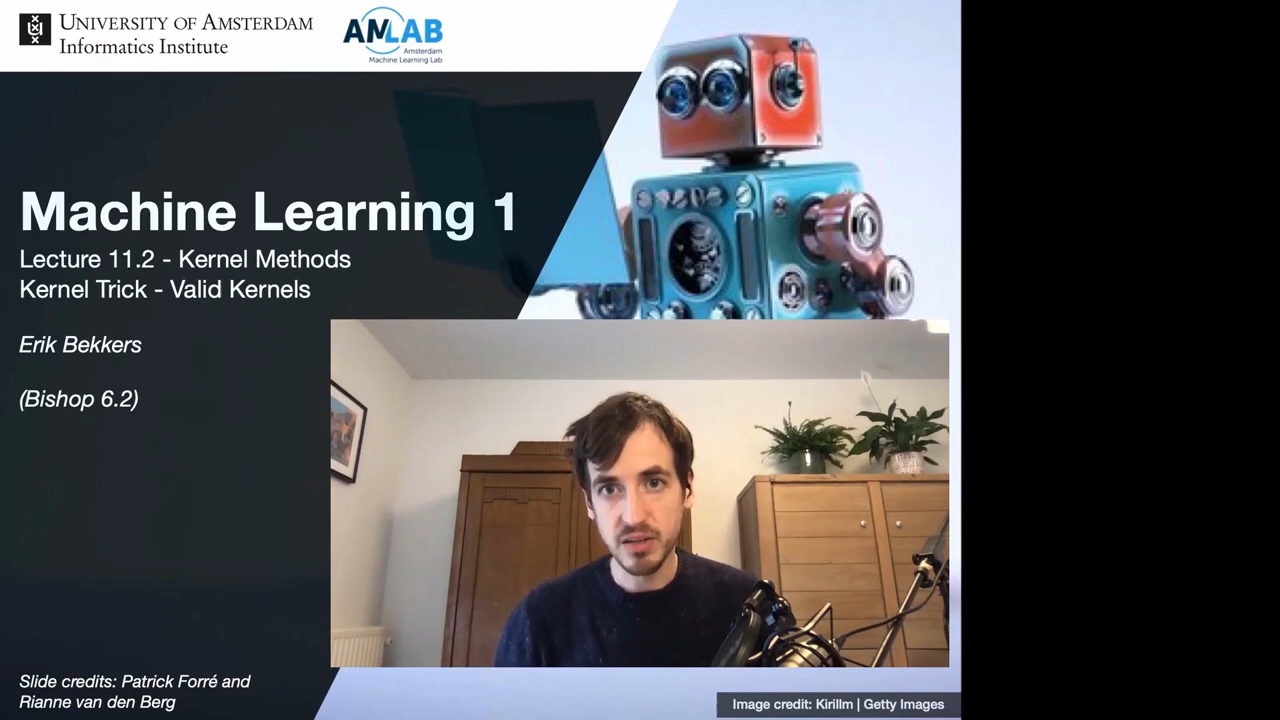 UNIVERSITY OF AMSTERDAM
Informatics Institute
AMLAB
Amsterdam
Machine Learning Lab
Machine Learning 1
Lecture 11.2 - Kernel Methods
Kernel Trick - Valid Kernels
Erik Bekkers
(Bishop 6.2)
Slide credits: Patrick Forré and
Rianne van den Berg
Image credit: Kirillm | Getty Images